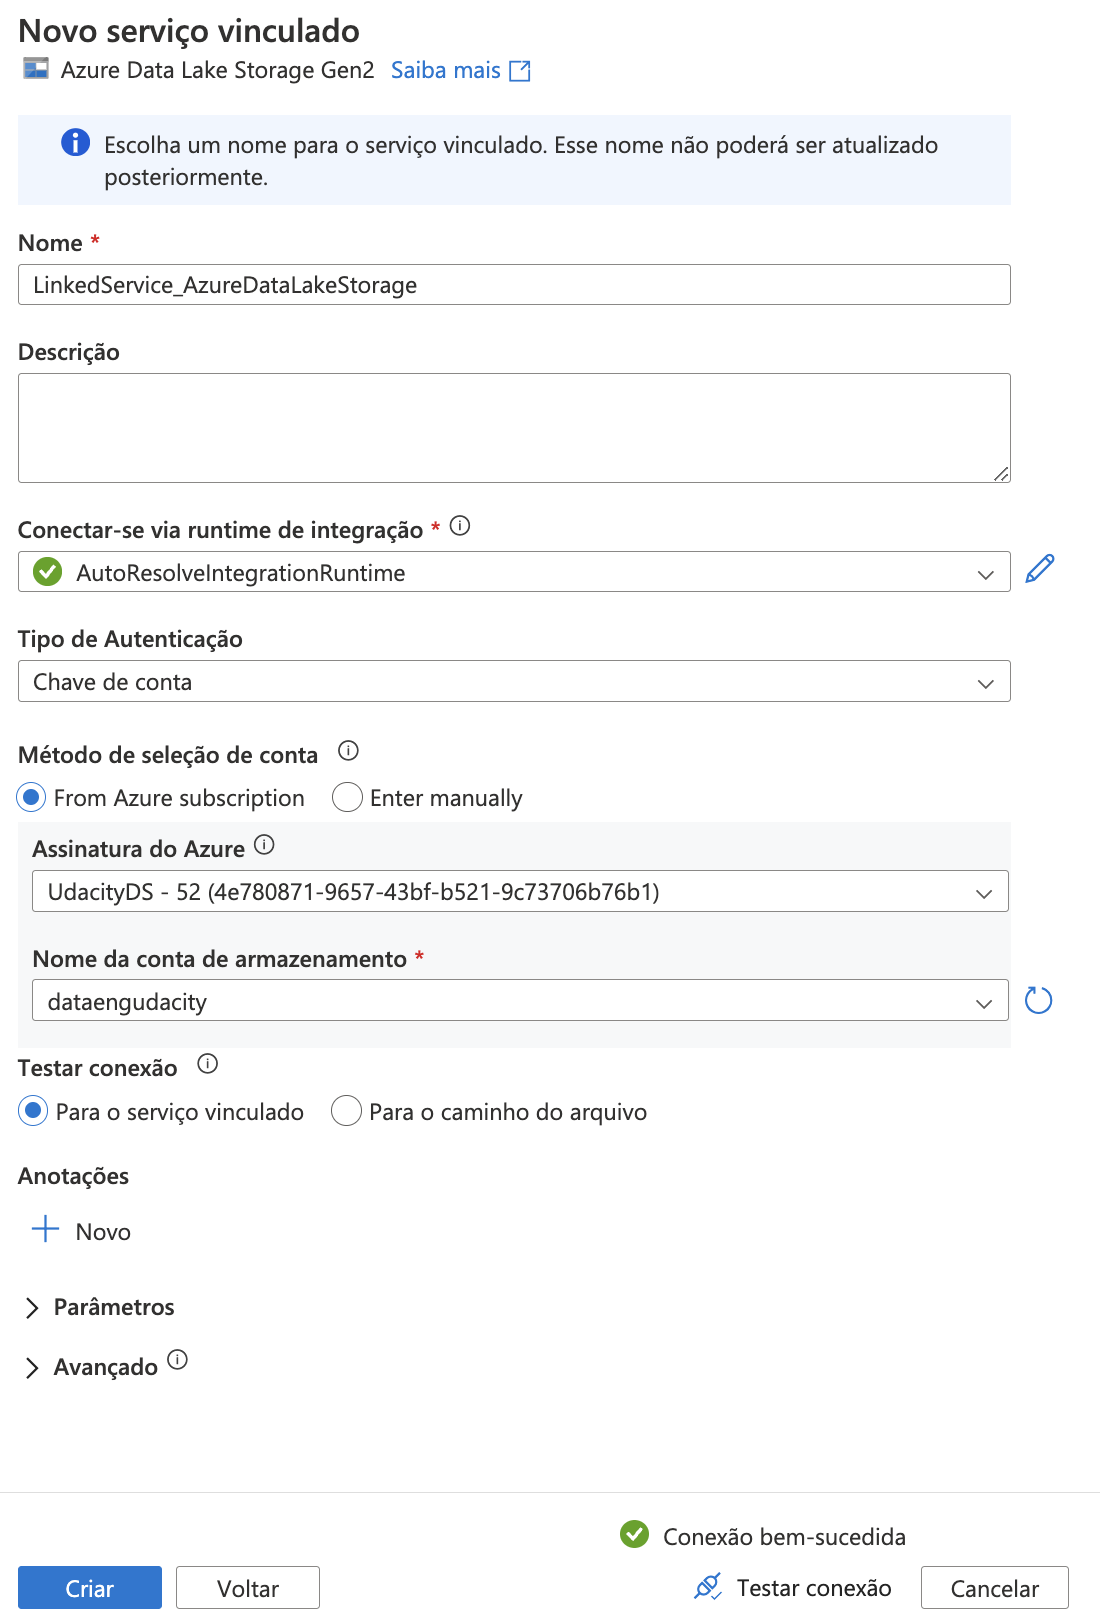 Novo serviço vinculado
Azure Data Lake Storage Gen2 Saiba mais
Escolha um nome para o serviço vinculado. Esse nome não poderá ser atualizado
posteriormente.
Nome *
LinkedService_AzureDataLakeStorage
Descrição
Conectar-se via runtime de integração *
AutoResolveIntegrationRuntime
Tipo de Autenticação
Chave de conta
Método de seleção de conta
From Azure subscription Enter manually
Assinatura do Azure
UdacityDS - 52 (4e780871-9657-43bf-b521-9c73706b76b1)
Nome da conta de armazenamento *
dataengudacity
Testar conexão
Para o serviço vinculado Para o caminho do arquivo
Anotações
Novo
Parâmetros
Avançado
Conexão bem-sucedida
Criar Voltar Testar conexão Cancelar